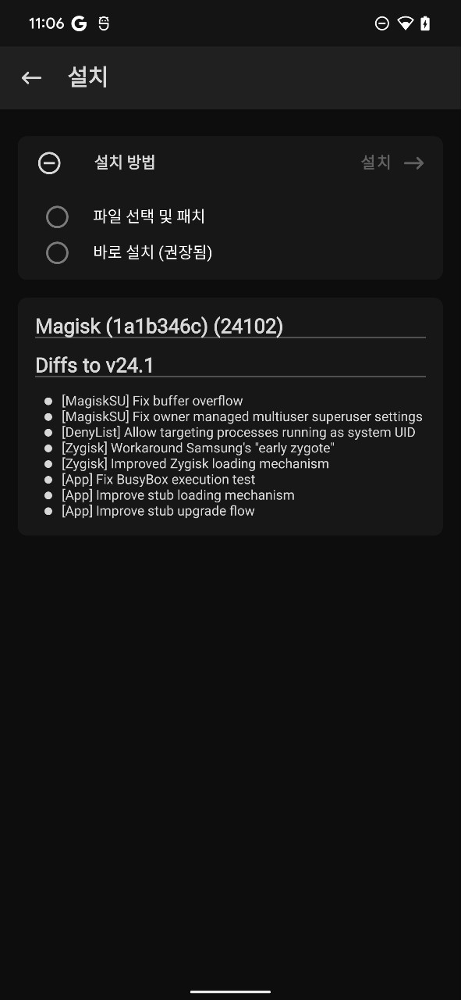 11:06
설치
설치 방법
설치
파일 선택 및 패치
바로 설치 (권장됨)
Magisk (1a1b346c) (24102)
Diffs to v24.1
[MagiskSU] Fix buffer overflow
[MagiskSU] Fix owner managed multiuser superuser settings
[DenyList] Allow targeting processes running as system UID
[Zygisk] Workaround Samsung's "early zygote"
[Zygisk] Improved Zygisk loading mechanism
[App] Fix BusyBox execution test
[App] Improve stub loading mechanism
[App] Improve stub upgrade flow